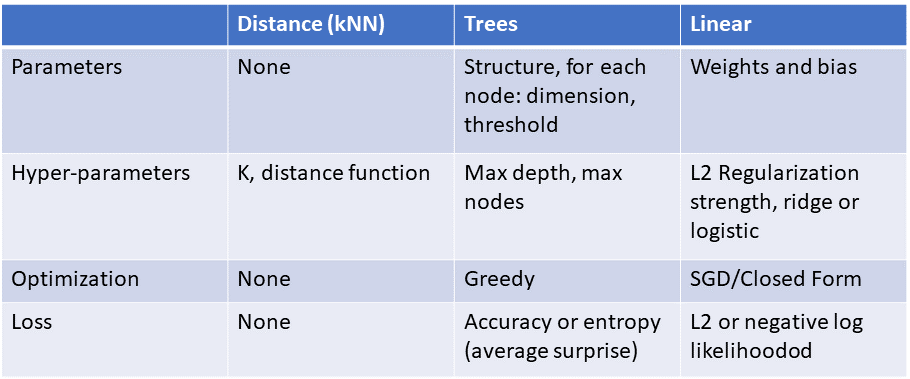 Distance (kNN) Trees Linear
Parameters None Structure, for each node: dimension, threshold Weights and bias
Hyper-parameters K, distance function Max depth, max nodes L2 Regularization strength, ridge or logistic
Optimization None Greedy SGD/Closed Form
Loss None Accuracy or entropy (average surprise) L2 or negative log likelihoodod